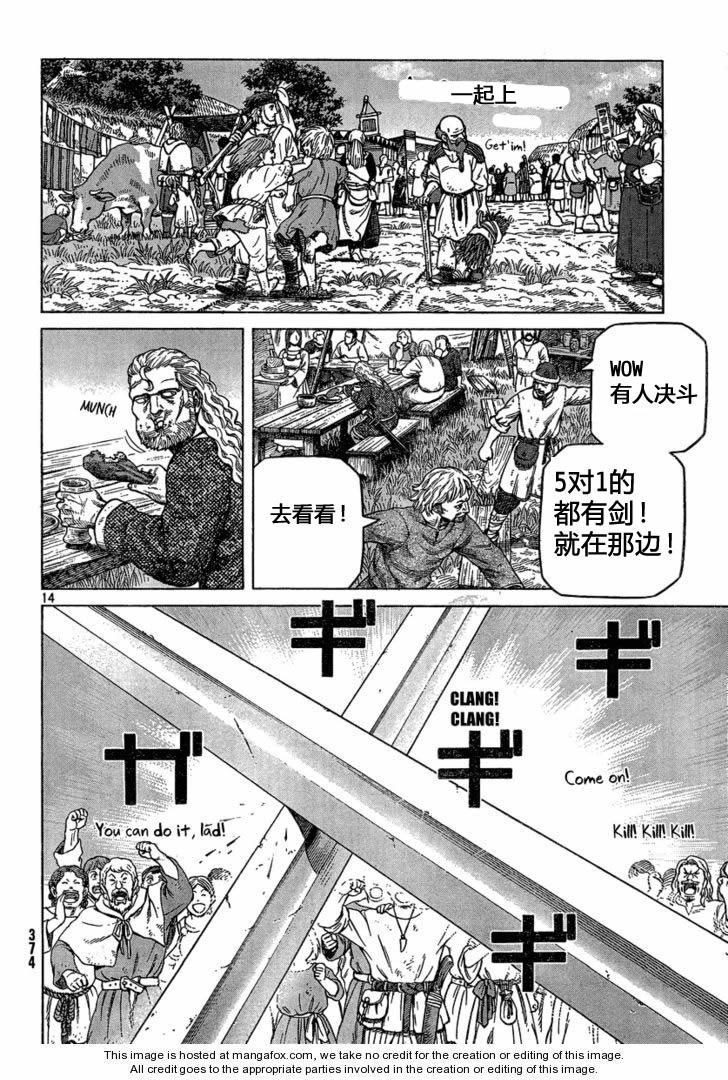 一起上
Get 'im!
MUNCH
WOW
有人决斗
5对1的
都有剑!
就在那边!
去看看!
14
ギ
ギ
CLANG!
CLANG!
ガ
ギ
Come on!
You can do it, lad!
Kill! Kill! Kill!
ギ
374
This image is hosted at mangafox.com, we take no credit for the creation or editing of this image.
All credit goes to the appropriate parties involved in the creation or editing of this image.